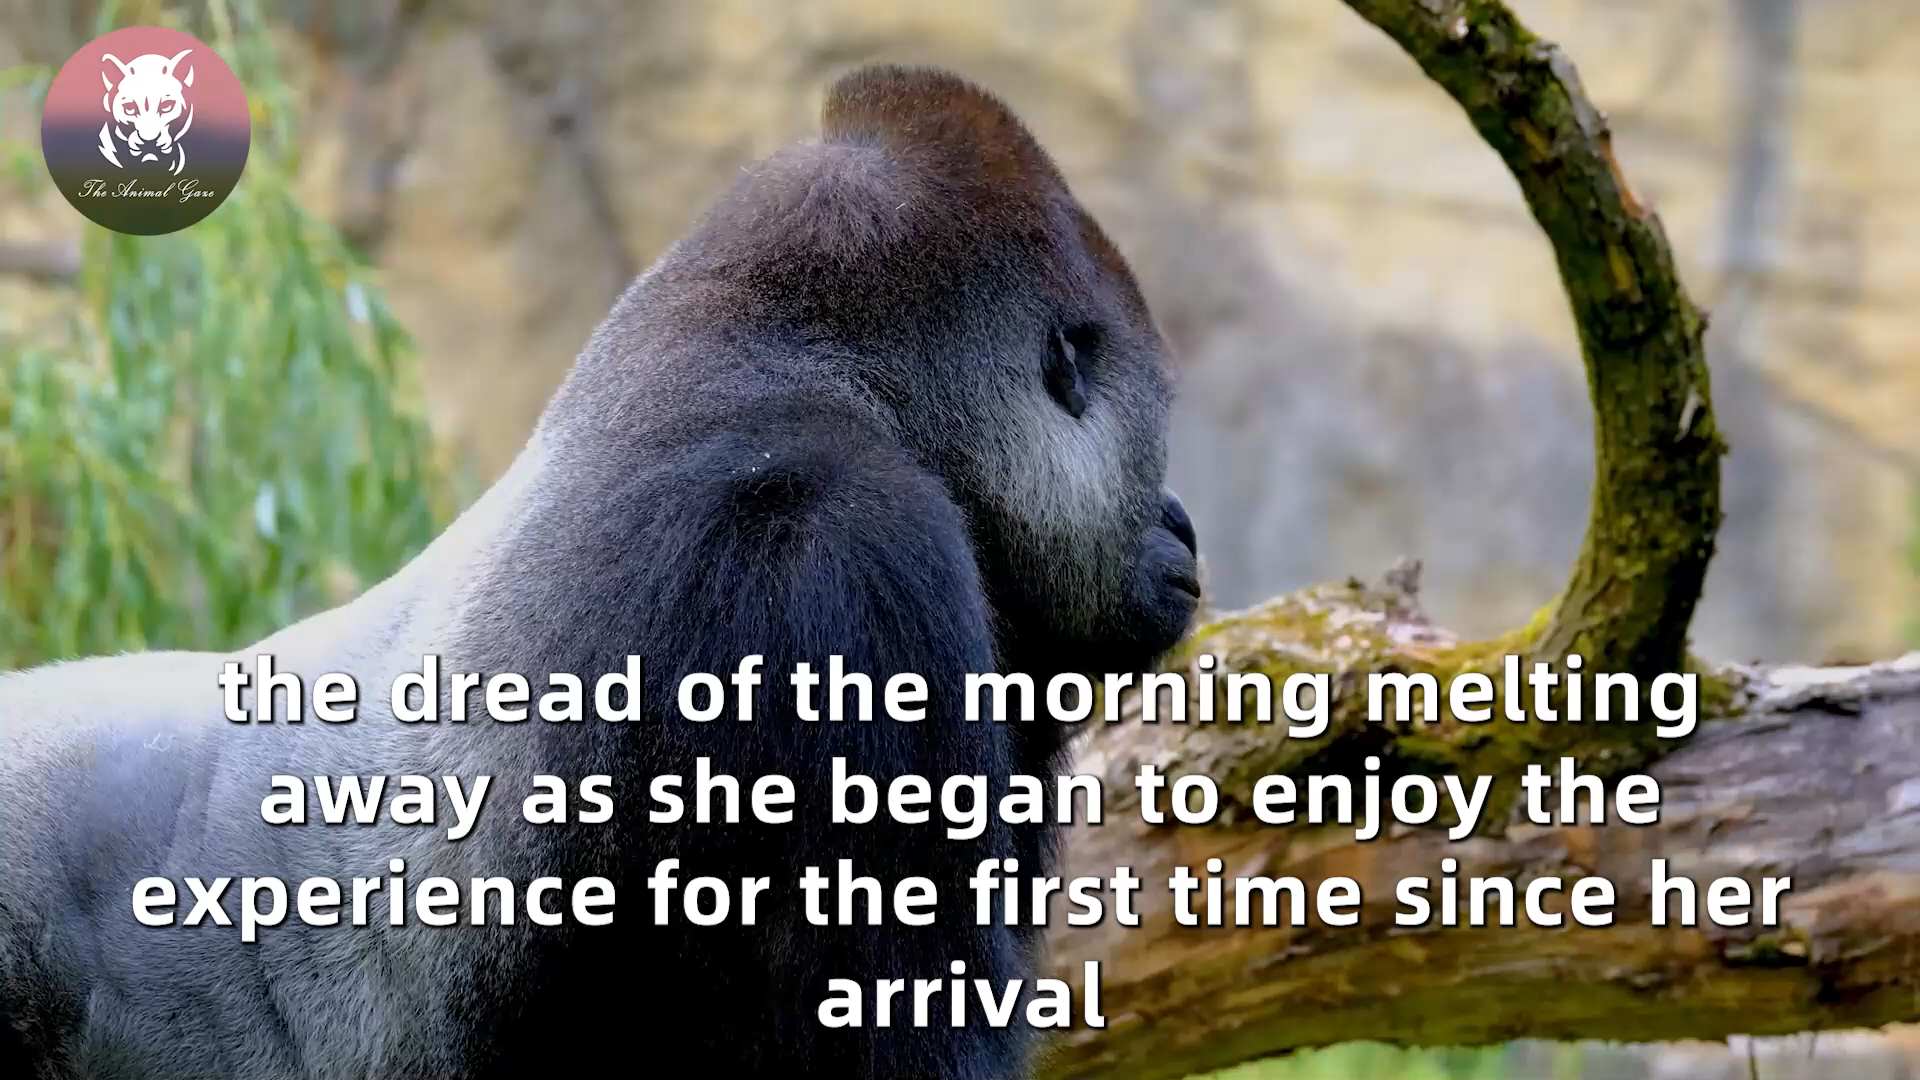 The Animal Gaze
the dread of the morning melting
away as she began to enjoy the
experience for the first time since her
arrival